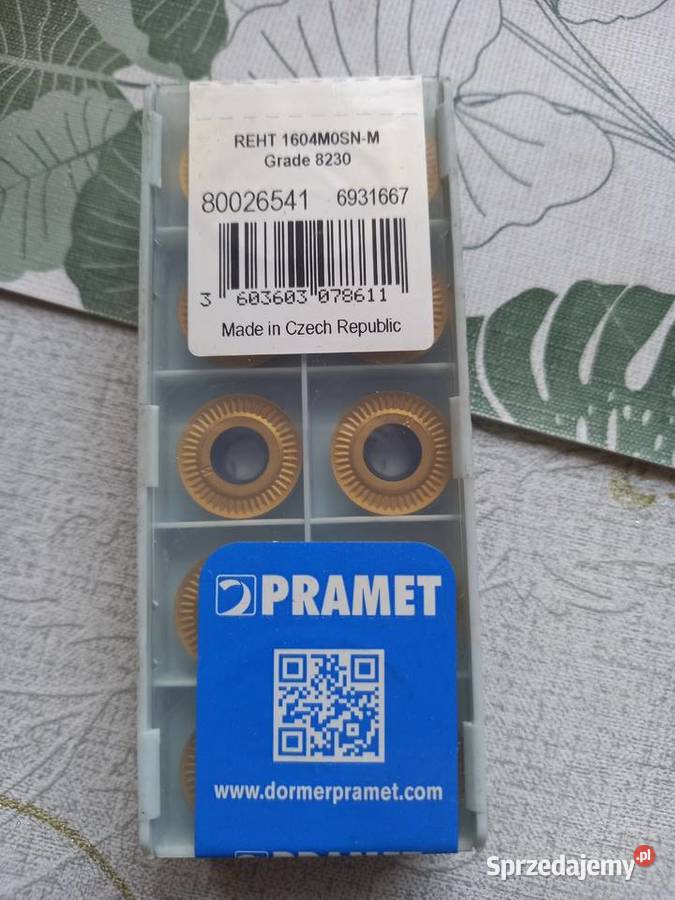 REHT 1604M0SN-M
Grade 8230
80026541 6931667
3 603603 078611
Made in Czech Republic
PRAMET
www.dormerpramet.com
PRAMET
Sprzedajemy.pl